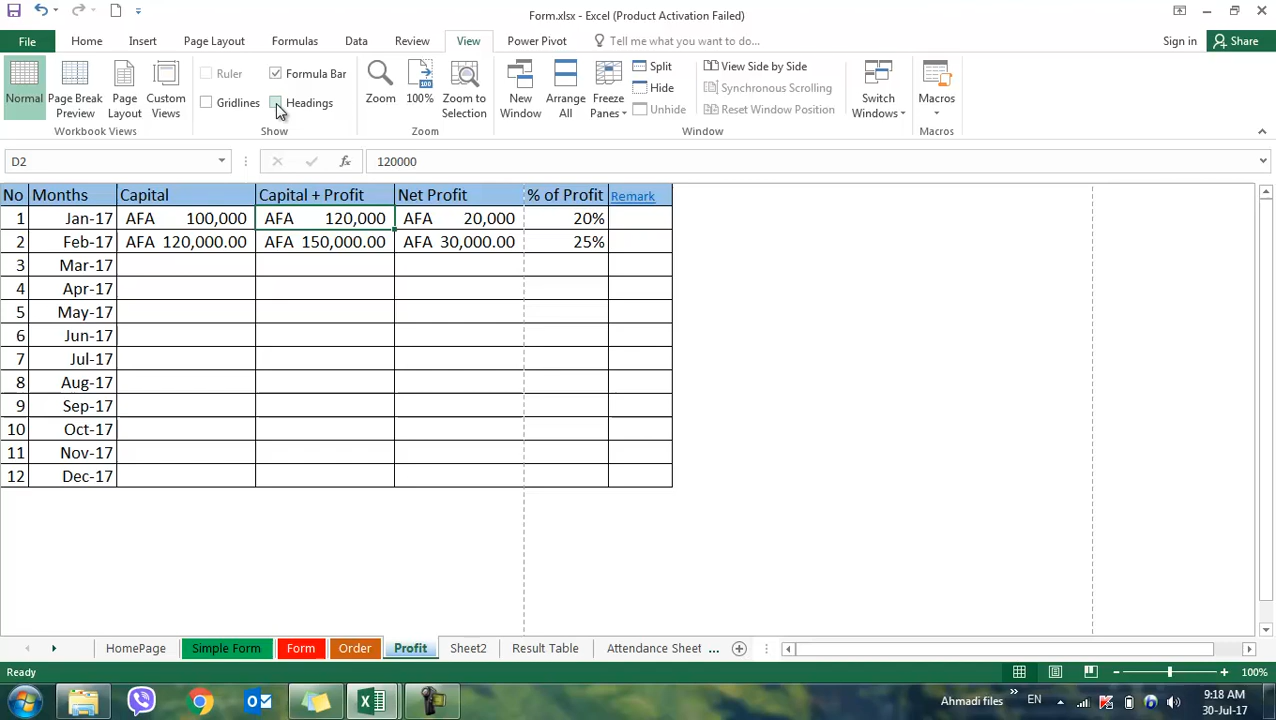 Form.xlsx - Excel (Product Activation Failed)
File Home Insert Page Layout Formulas Data Review View Power Pivot Tell me what you want to do... Sign in Share
Normal Page Break Preview Page Layout Custom Views
Workbook Views
Ruler Formula Bar
Gridlines Headings
Show
Zoom 100% Zoom to Selection
Zoom
New Window Arrange All Freeze Panes
Split View Side by Side
Hide Synchronous Scrolling
Unhide Reset Window Position
Window
Switch Windows
Macros
Macros
D2 fx 120000
No Months Capital Capital + Profit Net Profit % of Profit Remark
1 Jan-17 AFA 100,000 AFA 120,000 AFA 20,000 20%
2 Feb-17 AFA 120,000.00 AFA 150,000.00 AFA 30,000.00 25%
3 Mar-17
4 Apr-17
5 May-17
6 Jun-17
7 Jul-17
8 Aug-17
9 Sep-17
10 Oct-17
11 Nov-17
12 Dec-17
HomePage Simple Form Form Order Profit Sheet2 Result Table Attendance Sheet ...
Ready 100%
Ahmadi files EN 9:18 AM
30-Jul-17